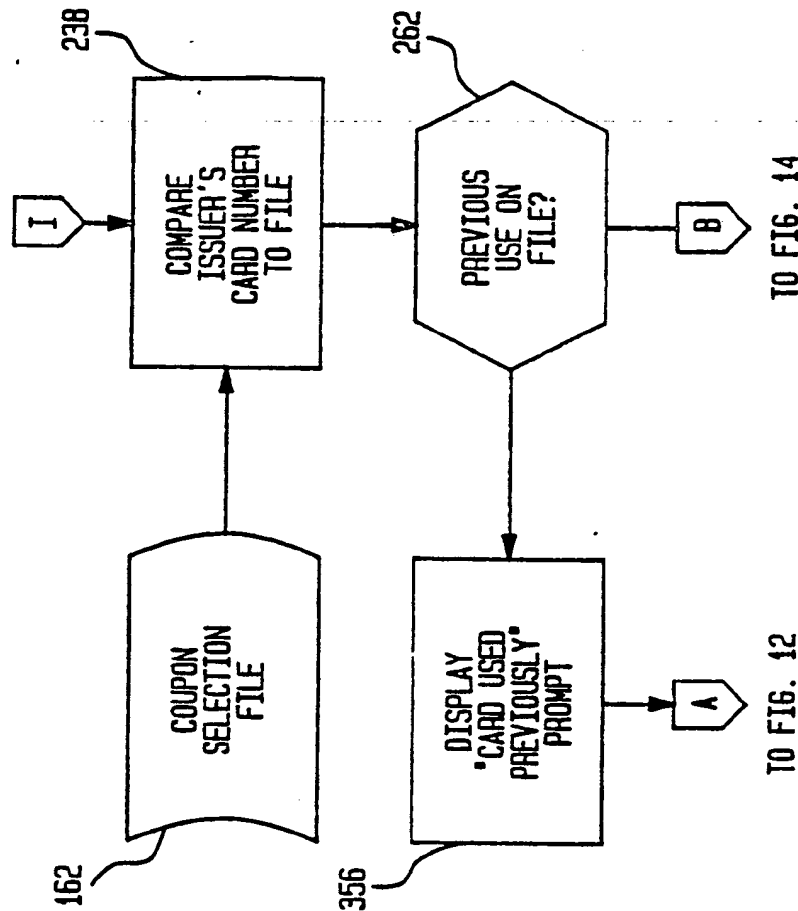 I
238
COMPARE
ISSUER'S
CARD NUMBER
TO FILE
162
COUPON
SELECTION
FILE
262
PREVIOUS
USE ON
FILE?
356
DISPLAY
"CARD USED
PREVIOUSLY"
PROMPT
A
TO FIG. 12
B
TO FIG. 14